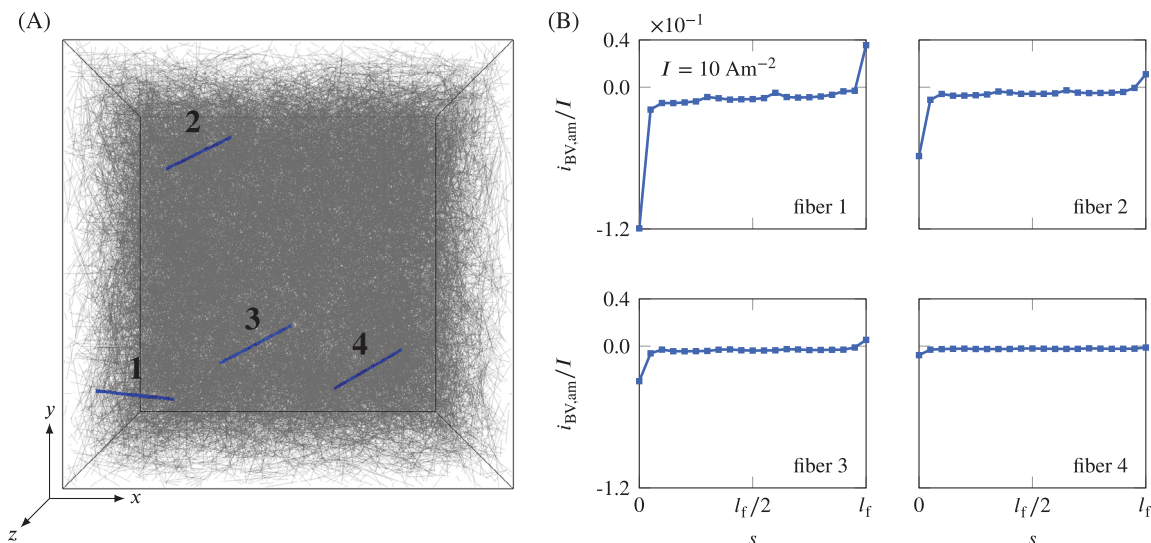 (A)
2
3
4
1
y
x
z
(B)
×10⁻¹
0.4
0.0
-1.2
i_BV,am/I
I = 10 Am⁻²
fiber 1
fiber 2
0.4
0.0
-1.2
i_BV,am/I
fiber 3
fiber 4
0 l_f/2 l_f
0 l_f/2 l_f
s
s